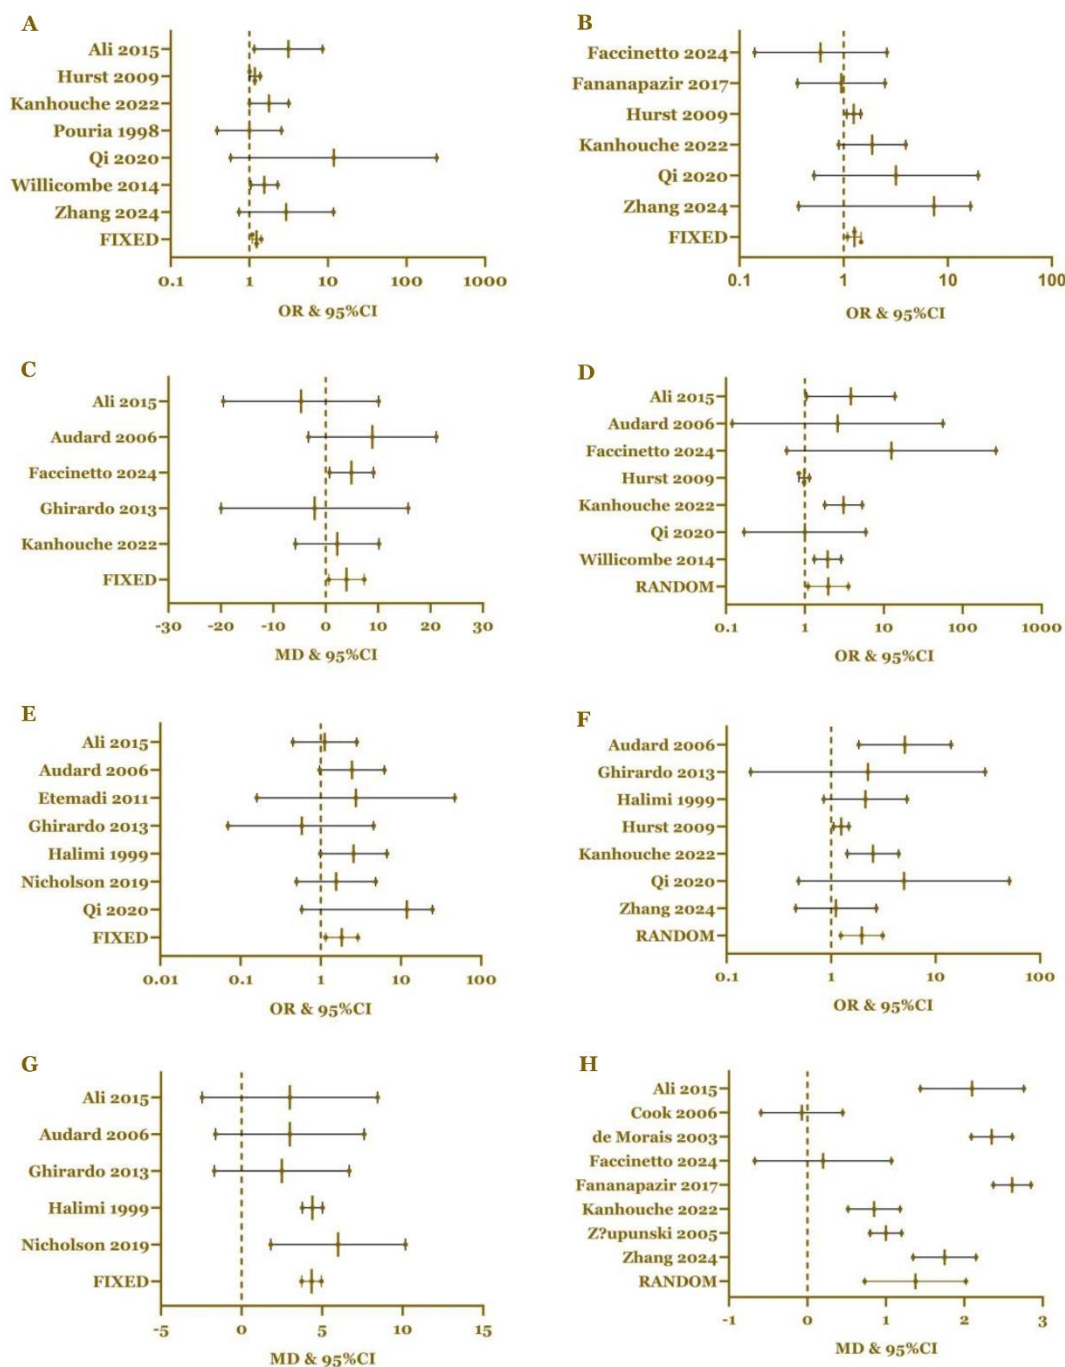 A
Ali 2015
Hurst 2009
Kanhouche 2022
Pouria 1998
Qi 2020
Willicombe 2014
Zhang 2024
FIXED
0.1 1 10 100 1000
OR & 95%CI
B
Faccinetto 2024
Fananapazir 2017
Hurst 2009
Kanhouche 2022
Qi 2020
Zhang 2024
FIXED
0.1 1 10 100
OR & 95%CI
C
Ali 2015
Audard 2006
Faccinetto 2024
Ghirardo 2013
Kanhouche 2022
FIXED
-30 -20 -10 0 10 20 30
MD & 95%CI
D
Ali 2015
Audard 2006
Faccinetto 2024
Hurst 2009
Kanhouche 2022
Qi 2020
Willicombe 2014
RANDOM
0.1 1 10 100 1000
OR & 95%CI
E
Ali 2015
Audard 2006
Etemadi 2011
Ghirardo 2013
Halimi 1999
Nicholson 2019
Qi 2020
FIXED
0.01 0.1 1 10 100
OR & 95%CI
F
Audard 2006
Ghirardo 2013
Halimi 1999
Hurst 2009
Kanhouche 2022
Qi 2020
Zhang 2024
RANDOM
0.1 1 10 100
OR & 95%CI
G
Ali 2015
Audard 2006
Ghirardo 2013
Halimi 1999
Nicholson 2019
FIXED
-5 0 5 10 15
MD & 95%CI
H
Ali 2015
Cook 2006
de Morais 2003
Faccinetto 2024
Fananapazir 2017
Kanhouche 2022
Z?upunski 2005
Zhang 2024
RANDOM
-1 0 1 2 3
MD & 95%CI